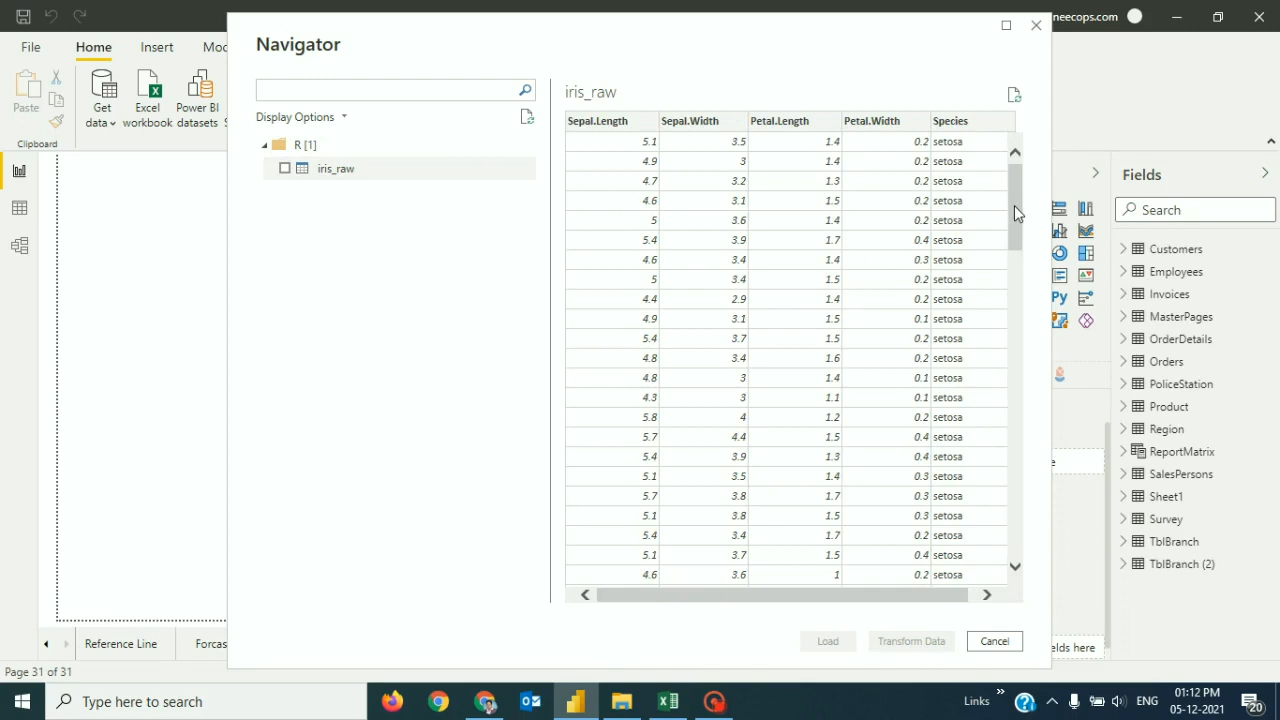 neecops.com
Navigator
File
Home
Insert
Mod
Paste
Get
data
Excel
workbook
Power BI
datasets
Clipboard
Display Options
R [1]
iris_raw
iris_raw
Sepal.Length Sepal.Width Petal.Length Petal.Width Species
5.1 3.5 1.4 0.2 setosa
4.9 3 1.4 0.2 setosa
4.7 3.2 1.3 0.2 setosa
4.6 3.1 1.5 0.2 setosa
5 3.6 1.4 0.2 setosa
5.4 3.9 1.7 0.4 setosa
4.6 3.4 1.4 0.3 setosa
5 3.4 1.5 0.2 setosa
4.4 2.9 1.4 0.2 setosa
4.9 3.1 1.5 0.1 setosa
5.4 3.7 1.5 0.2 setosa
4.8 3.4 1.6 0.2 setosa
4.8 3 1.4 0.1 setosa
4.3 3 1.1 0.1 setosa
5.8 4 1.2 0.2 setosa
5.7 4.4 1.5 0.4 setosa
5.4 3.9 1.3 0.4 setosa
5.1 3.5 1.4 0.3 setosa
5.7 3.8 1.7 0.3 setosa
5.1 3.8 1.5 0.3 setosa
5.4 3.4 1.7 0.2 setosa
5.1 3.7 1.5 0.4 setosa
4.6 3.6 1 0.2 setosa
Load
Transform Data
Cancel
Fields
Search
Customers
Employees
Invoices
MasterPages
OrderDetails
Orders
PoliceStation
Product
Region
ReportMatrix
SalesPersons
Sheet1
Survey
TblBranch
TblBranch (2)
Py
elds here
Reference Line
Forcas
Page 31 of 31
Type here to search
Links
ENG
01:12 PM
05-12-2021
20